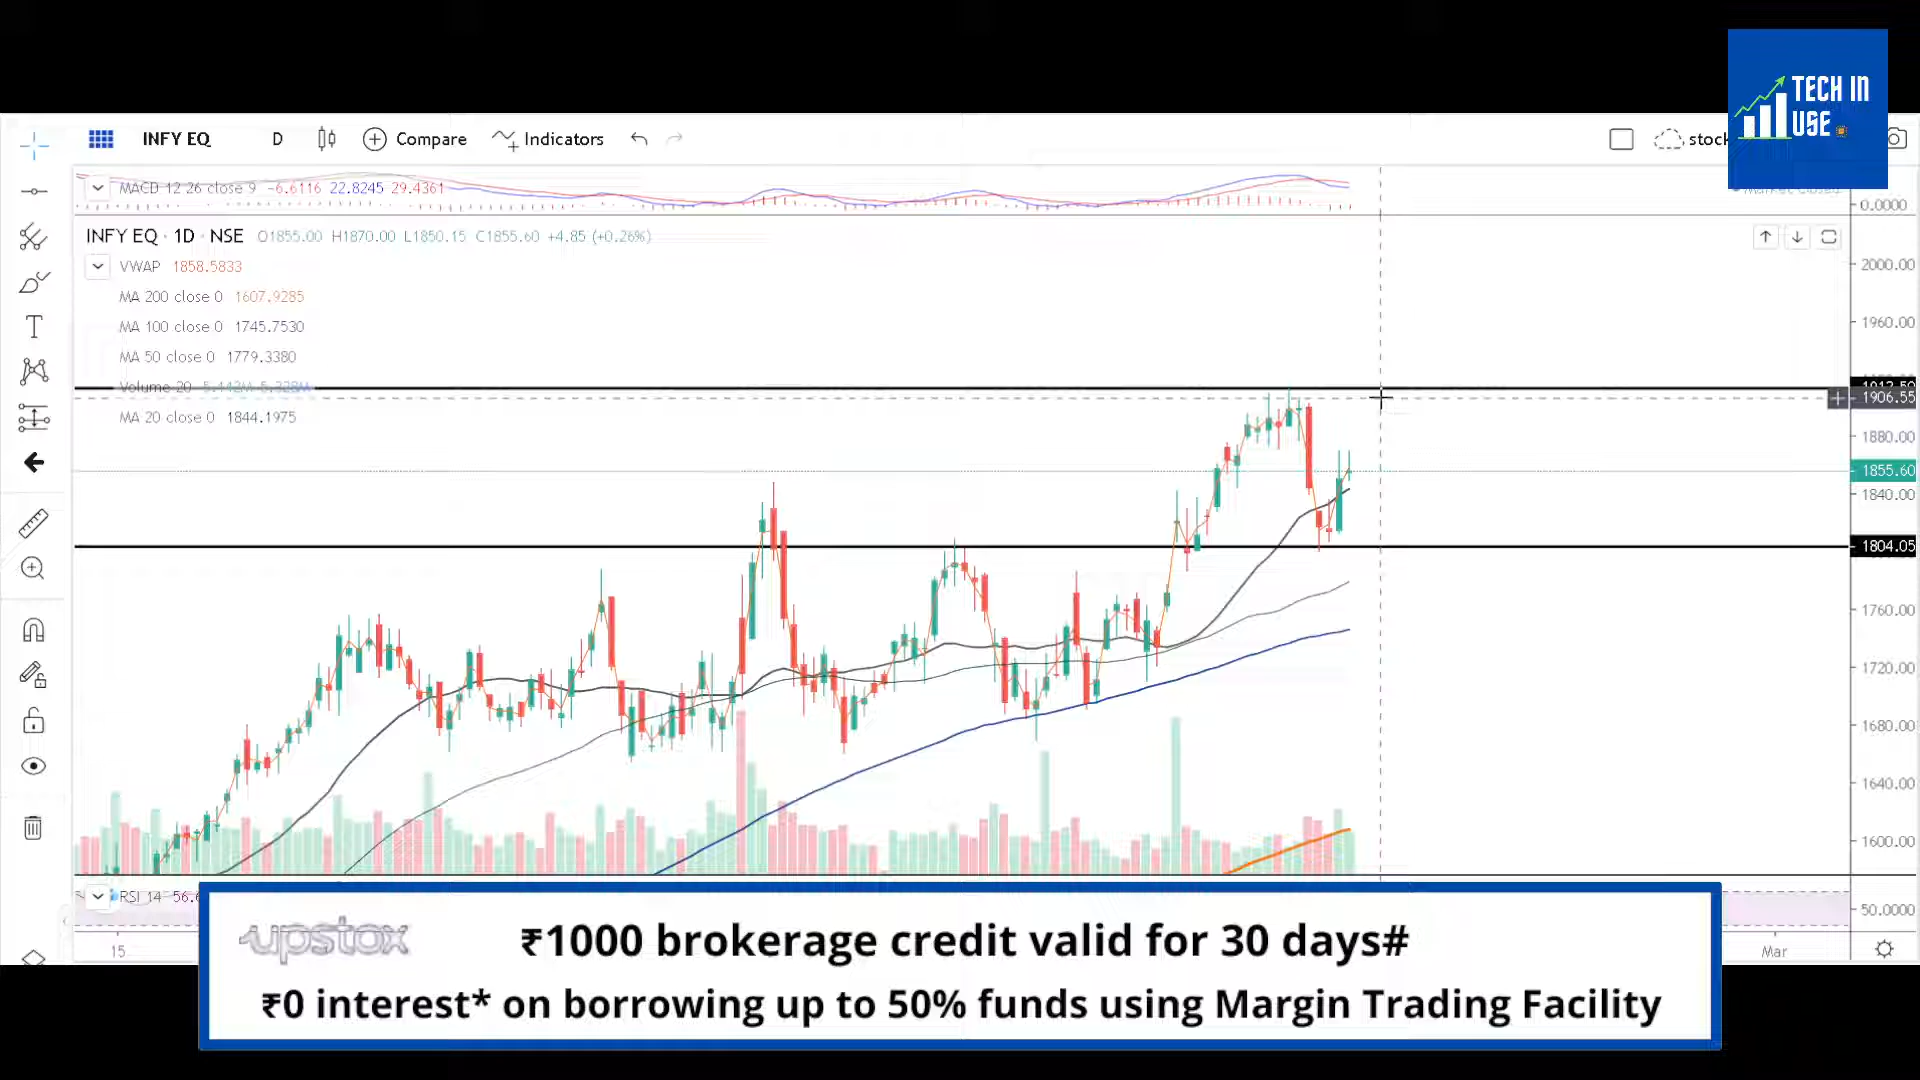 TECH IN
USE
INFY EQ D Compare Indicators stock
MACD 12 26 close 9 -6.6116 22.8245 29.4361
0.0000
INFY EQ · 1D · NSE O1855.00 H1870.00 L1850.15 C1855.60 +4.85 (+0.26%)
VWAP 1858.5833
MA 200 close 0 1607.9285
MA 100 close 0 1745.7530
MA 50 close 0 1779.3380
Volume 20 5.442M 5.328M
MA 20 close 0 1844.1975
2000.00
1960.00
1906.55
1880.00
1855.60
1840.00
1804.05
1760.00
1720.00
1680.00
1640.00
1600.00
RSI 14
50.0000
15
Mar
upstox ₹1000 brokerage credit valid for 30 days#
₹0 interest* on borrowing up to 50% funds using Margin Trading Facility